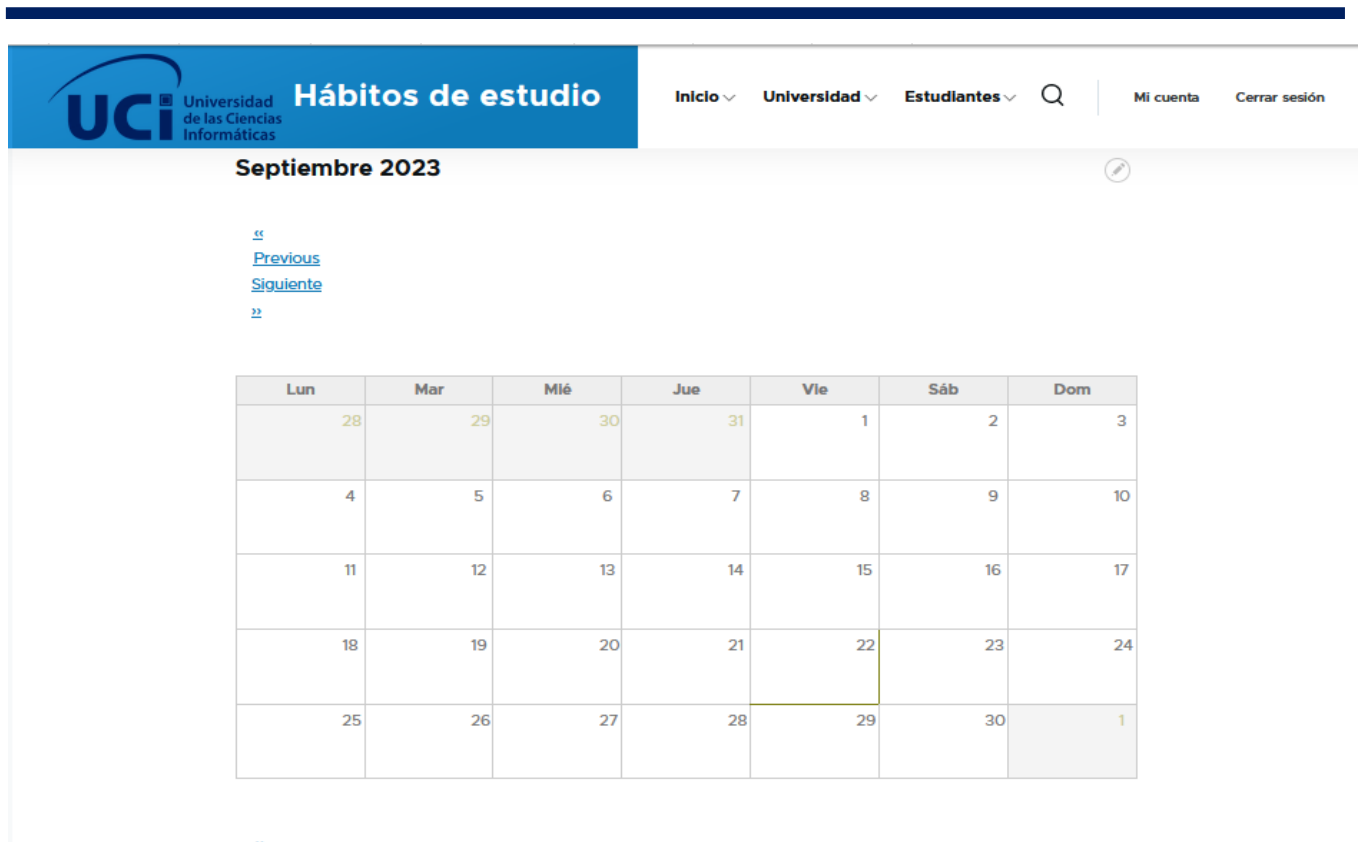 UCi Universidad de las Ciencias Informáticas
Hábitos de estudio
Inicio Universidad Estudiantes Mi cuenta Cerrar sesión
Septiembre 2023
‹‹
Previous
Siguiente
››
Lun Mar Mié Jue Vie Sáb Dom
28 29 30 31 1 2 3
4 5 6 7 8 9 10
11 12 13 14 15 16 17
18 19 20 21 22 23 24
25 26 27 28 29 30 1